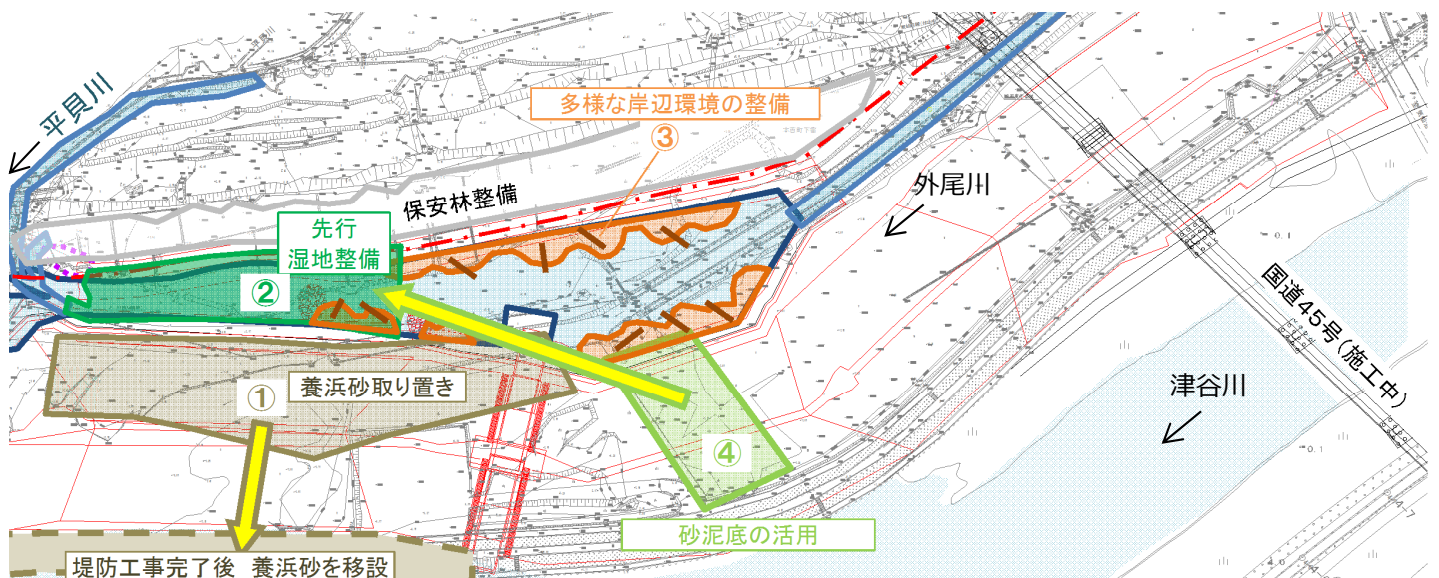 平貝川
多様な岸辺環境の整備
③
外尾川
保安林整備
先行
湿地整備
②
国道45号(施工中)
養浜砂取り置き
①
津谷川
④
砂泥底の活用
堤防工事完了後 養浜砂を移設